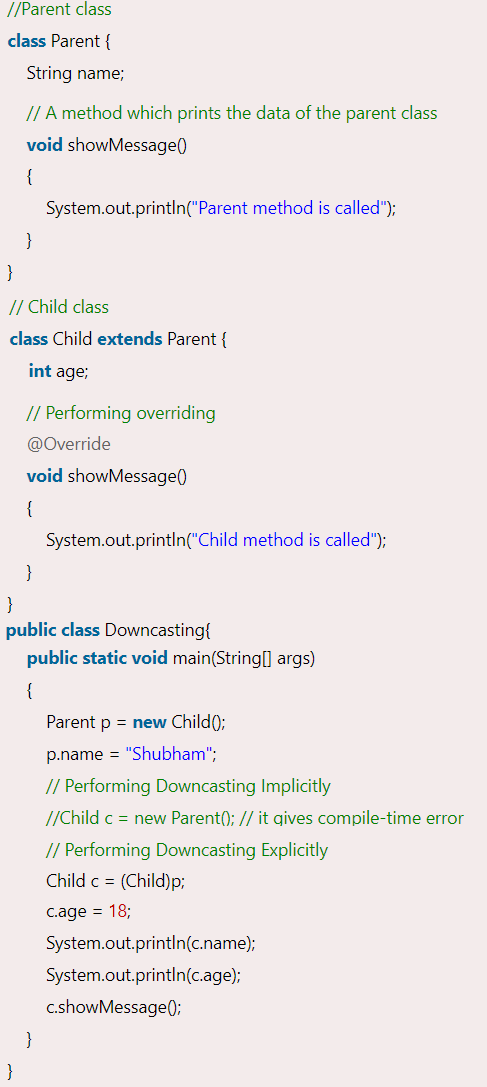 //Parent class
class Parent {
String name;
// A method which prints the data of the parent class
void showMessage()
{
System.out.println("Parent method is called");
}
}
// Child class
class Child extends Parent {
int age;
// Performing overriding
@Override
void showMessage()
{
System.out.println("Child method is called");
}
}
public class Downcasting{
public static void main(String[] args)
{
Parent p = new Child();
p.name = "Shubham";
// Performing Downcasting Implicitly
//Child c = new Parent(); // it gives compile-time error
// Performing Downcasting Explicitly
Child c = (Child)p;
c.age = 18;
System.out.println(c.name);
System.out.println(c.age);
c.showMessage();
}
}